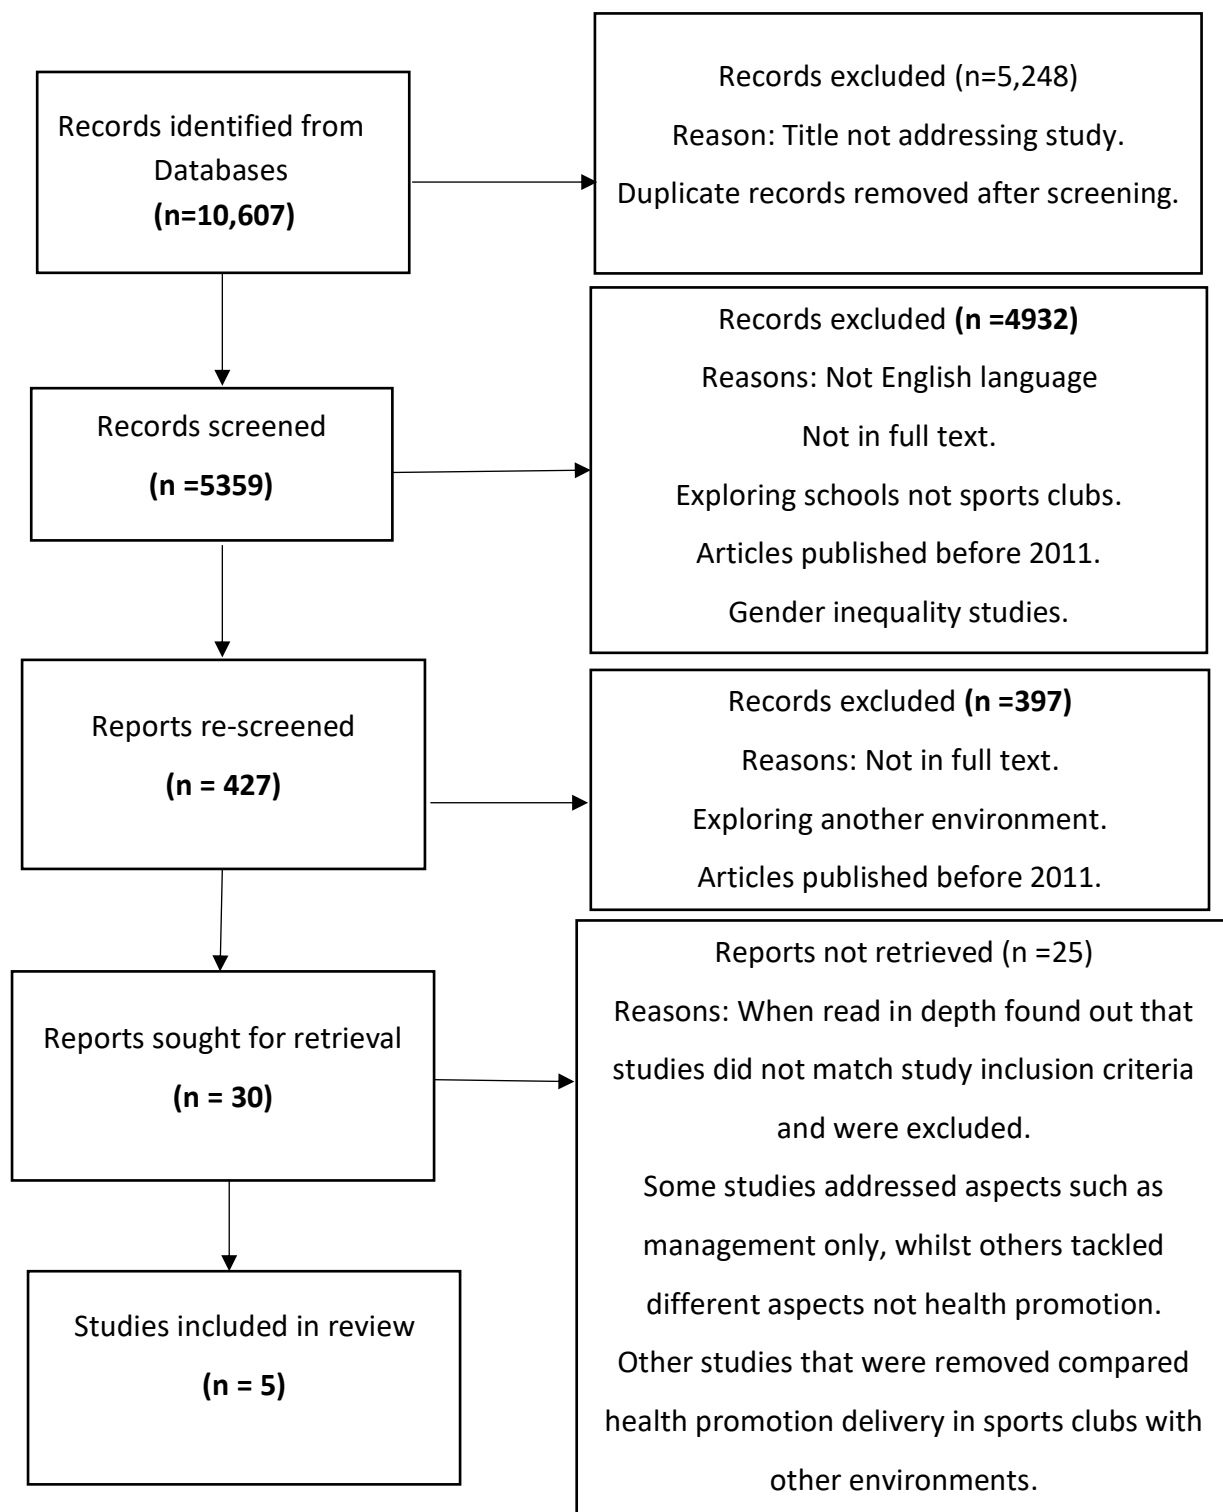 Records identified from
Databases
(n=10,607)
Records excluded (n=5,248)
Reason: Title not addressing study.
Duplicate records removed after screening.
Records screened
(n =5359)
Records excluded (n =4932)
Reasons: Not English language
Not in full text.
Exploring schools not sports clubs.
Articles published before 2011.
Gender inequality studies.
Reports re-screened
(n = 427)
Records excluded (n =397)
Reasons: Not in full text.
Exploring another environment.
Articles published before 2011.
Reports sought for retrieval
(n = 30)
Reports not retrieved (n =25)
Reasons: When read in depth found out that
studies did not match study inclusion criteria
and were excluded.
Some studies addressed aspects such as
management only, whilst others tackled
different aspects not health promotion.
Other studies that were removed compared
health promotion delivery in sports clubs with
other environments.
Studies included in review
(n = 5)